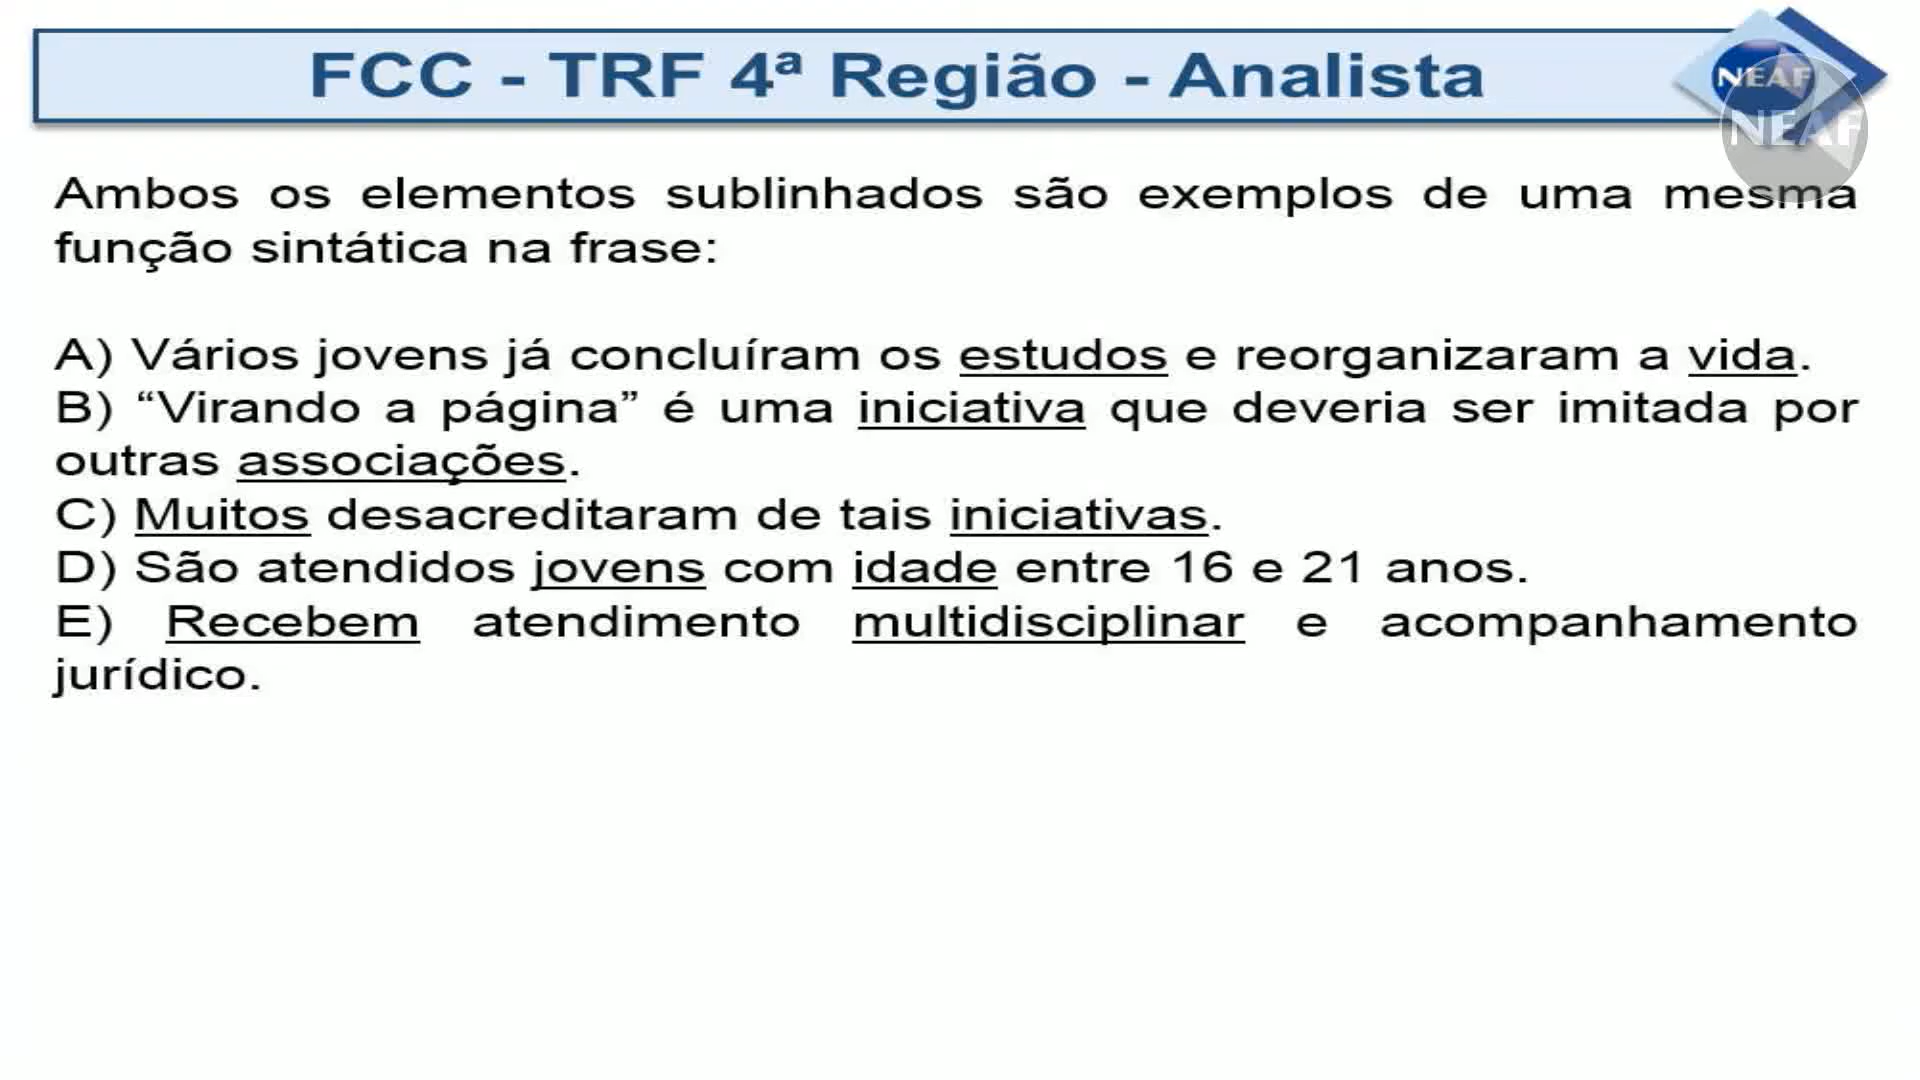 FCC - TRF 4ª Região - Analista
NEAF
NEAF
Ambos os elementos sublinhados são exemplos de uma mesma
função sintática na frase:
A) Vários jovens já concluíram os estudos e reorganizaram a vida.
B) “Virando a página” é uma iniciativa que deveria ser imitada por
outras associações.
C) Muitos desacreditaram de tais iniciativas.
D) São atendidos jovens com idade entre 16 e 21 anos.
E) Recebem atendimento multidisciplinar e acompanhamento
jurídico.